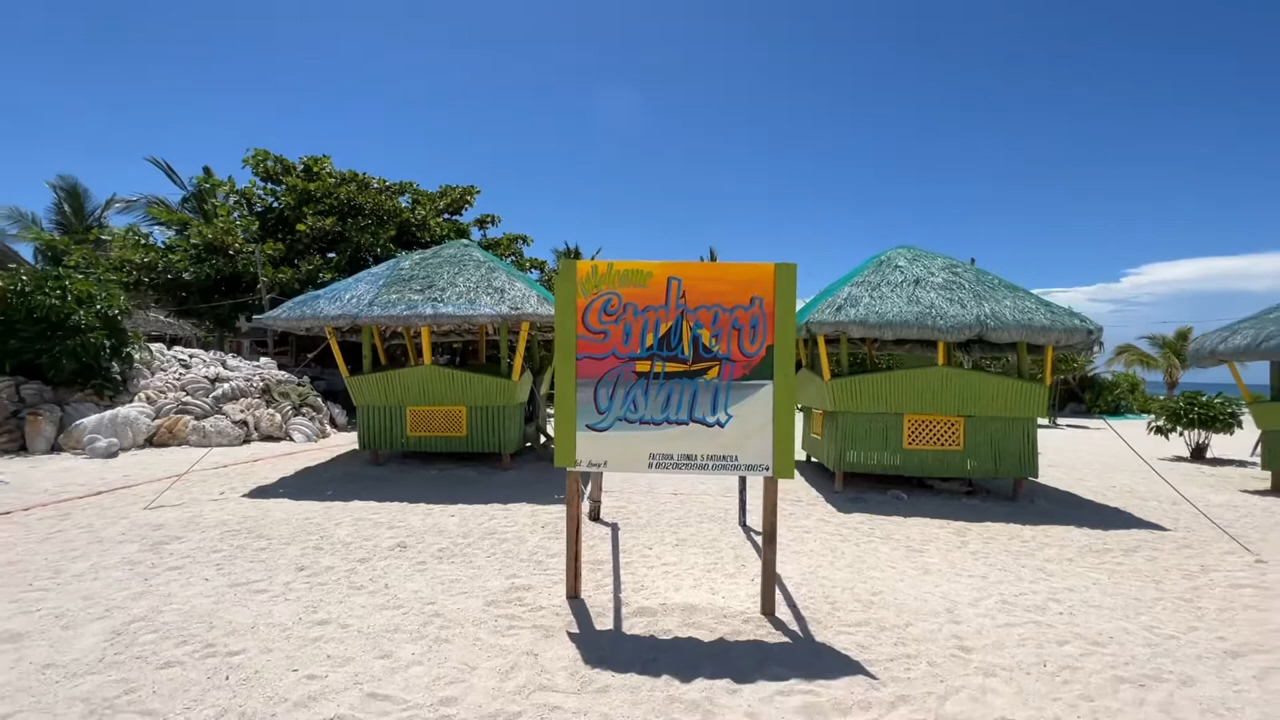 Welcome
Sombrero
Island
FACEBOOK LEONILA S. PATIANCILA
# 09201219980.09169030054